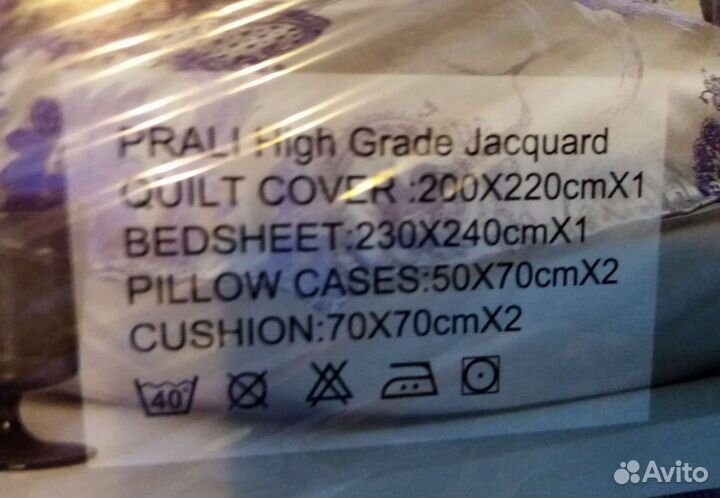 PRALI High Grade Jacquard
QUILT COVER :200X220cmX1
BEDSHEET:230X240cmX1
PILLOW CASES:50X70cmX2
CUSHION:70X70cmX2
40°
Avito